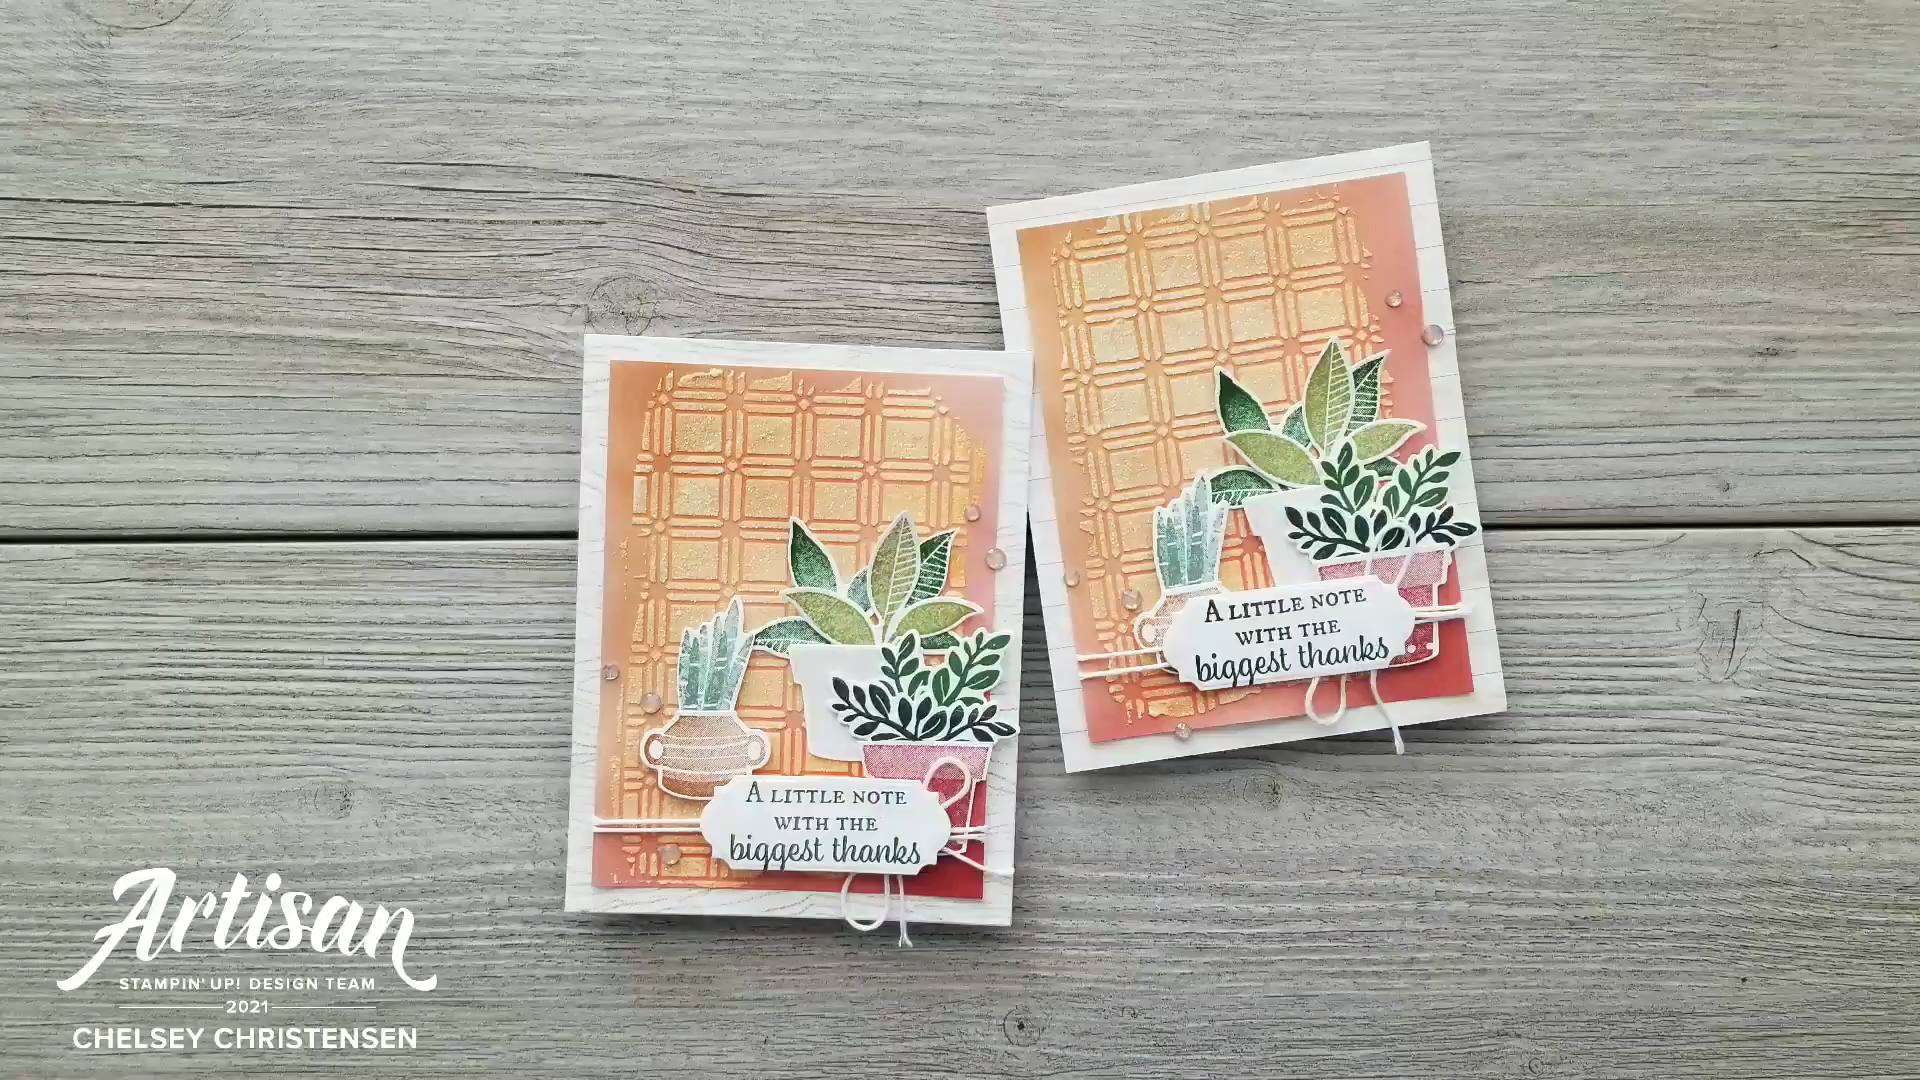 A LITTLE NOTE
WITH THE
biggest thanks
A LITTLE NOTE
WITH THE
biggest thanks
Artisan
STAMPIN' UP! DESIGN TEAM
2021
CHELSEY CHRISTENSEN